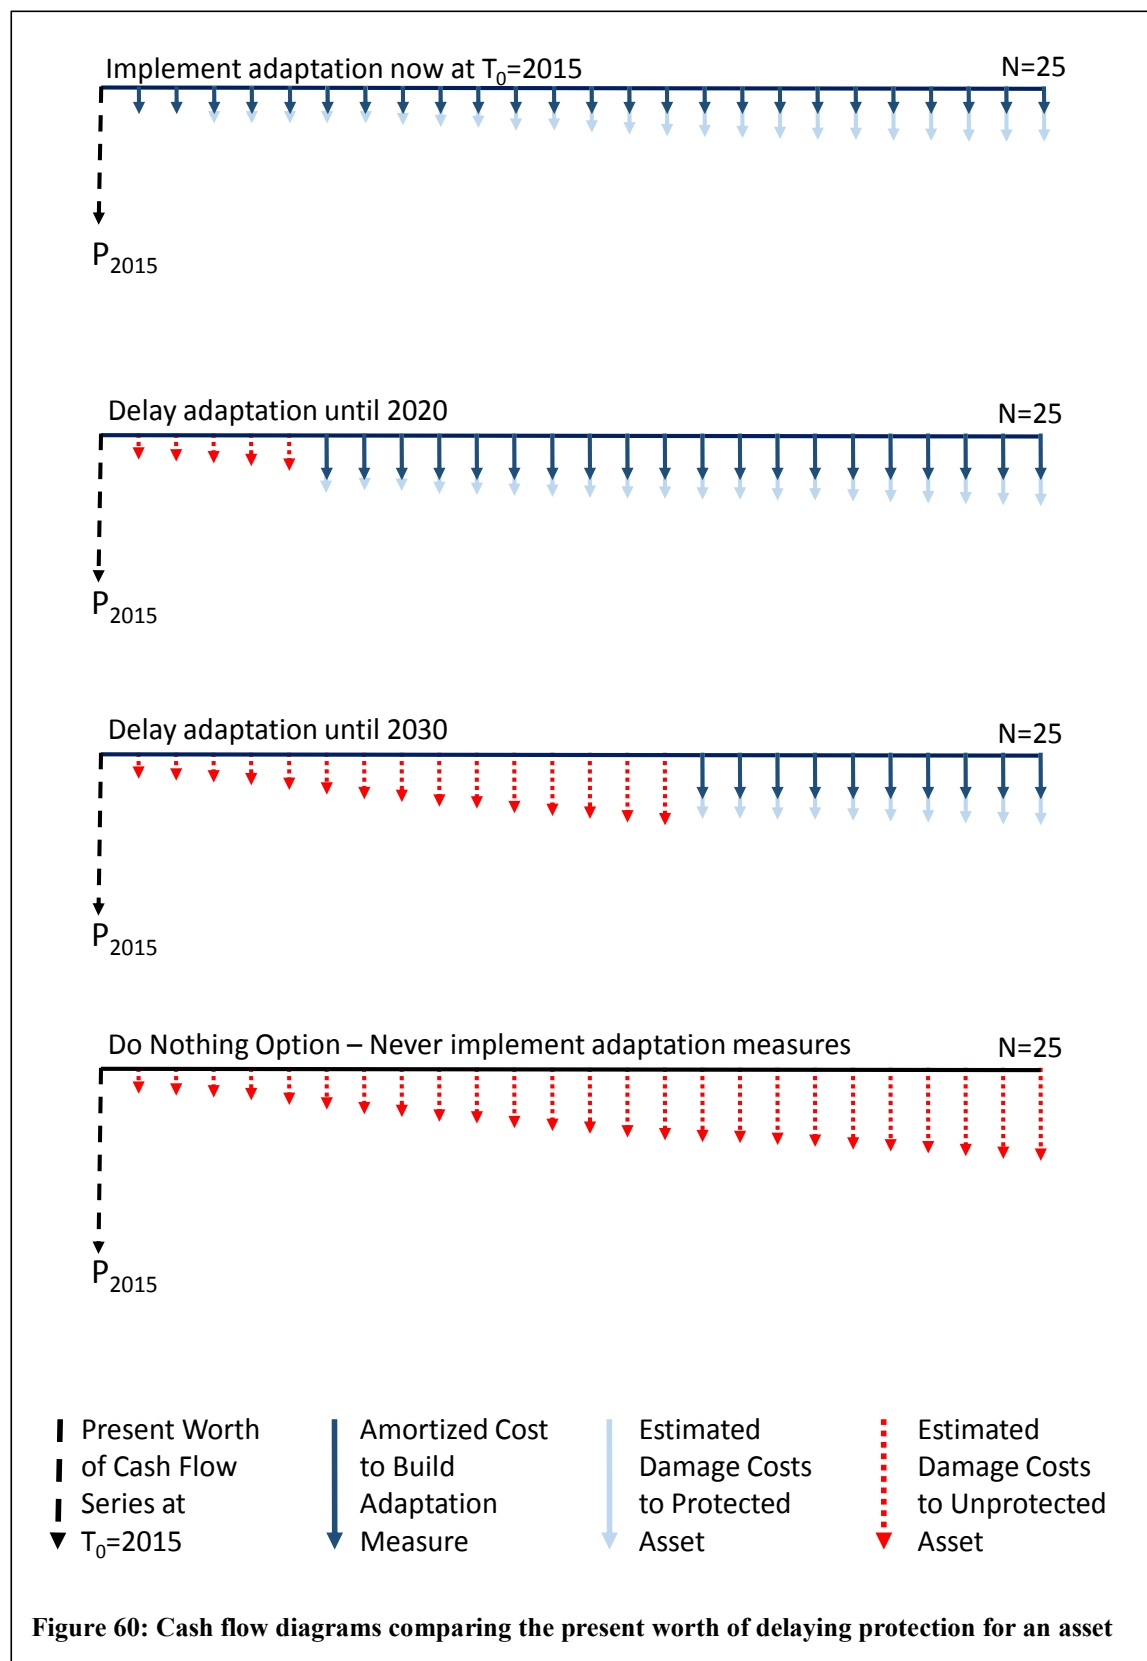 Implement adaptation now at T₀=2015
N=25
P₂₀₁₅
Delay adaptation until 2020
N=25
P₂₀₁₅
Delay adaptation until 2030
N=25
P₂₀₁₅
Do Nothing Option – Never implement adaptation measures
N=25
P₂₀₁₅
Present Worth
of Cash Flow
Series at
T₀=2015
Amortized Cost
to Build
Adaptation
Measure
Estimated
Damage Costs
to Protected
Asset
Estimated
Damage Costs
to Unprotected
Asset
Figure 60: Cash flow diagrams comparing the present worth of delaying protection for an asset